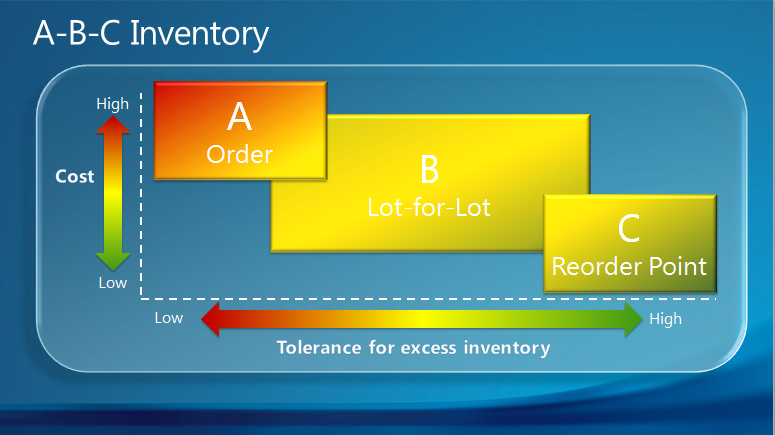 A-B-C Inventory
High
A
Order
B
Lot-for-Lot
Cost
C
Reorder Point
Low
Low
High
Tolerance for excess inventory